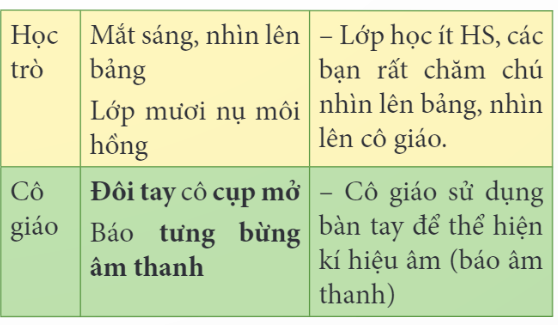 Học
trò
Mắt sáng, nhìn lên
bảng
Lớp mươi nụ môi
hồng
– Lớp học ít HS, các
bạn rất chăm chú
nhìn lên bảng, nhìn
lên cô giáo.
Cô
giáo
Đôi tay cô cụp mở
Báo tưng bừng
âm thanh
– Cô giáo sử dụng
bàn tay để thể hiện
kí hiệu âm (báo âm
thanh)